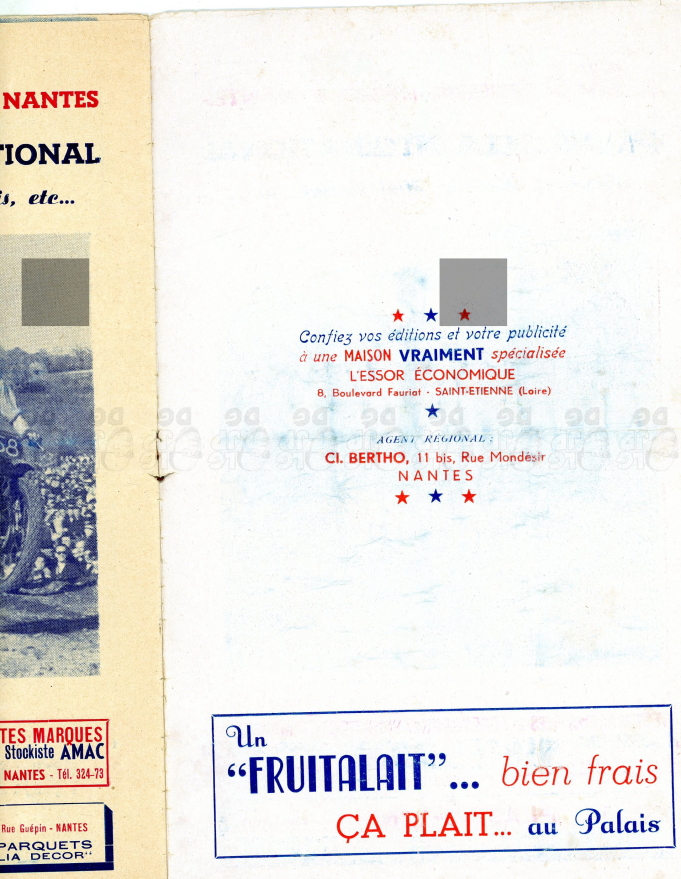 NANTES
TIONAL
is, etc...
58
TES MARQUES
Stockiste AMAC
NANTES - Tél. 324-73
Rue Guépin - NANTES
PARQUETS
LIA DECOR"
Confiez vos éditions et votre publicité
à une MAISON VRAIMENT spécialisée
L'ESSOR ÉCONOMIQUE
8, Boulevard Fauriat - SAINT-ETIENNE (Loire)
AGENT RÉGIONAL :
Cl. BERTHO, 11 bis, Rue Mondésir
NANTES
Un
"FRUITALAIT"... bien frais
ÇA PLAIT... au Palais